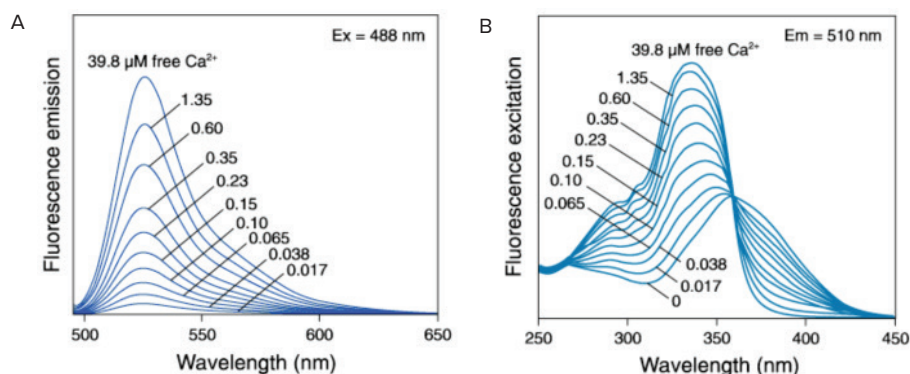 A
Ex = 488 nm
39.8 µM free Ca²⁺
1.35
0.60
0.35
0.23
0.15
0.10
0.065
0.038
0.017
Fluorescence emission
500
550
600
650
Wavelength (nm)
B
Em = 510 nm
39.8 µM free Ca²⁺
1.35
0.60
0.35
0.23
0.15
0.10
0.065
0.038
0.017
0
Fluorescence excitation
250
300
350
400
450
Wavelength (nm)